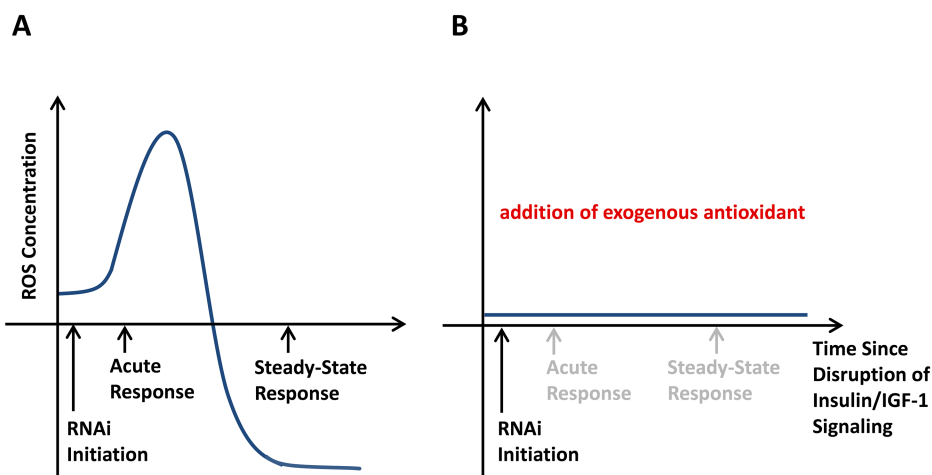 A
B
ROS Concentration
addition of exogenous antioxidant
Acute
Response
Steady-State
Response
RNAi
Initiation
Acute
Response
Steady-State
Response
RNAi
Initiation
Time Since
Disruption of
Insulin/IGF-1
Signaling